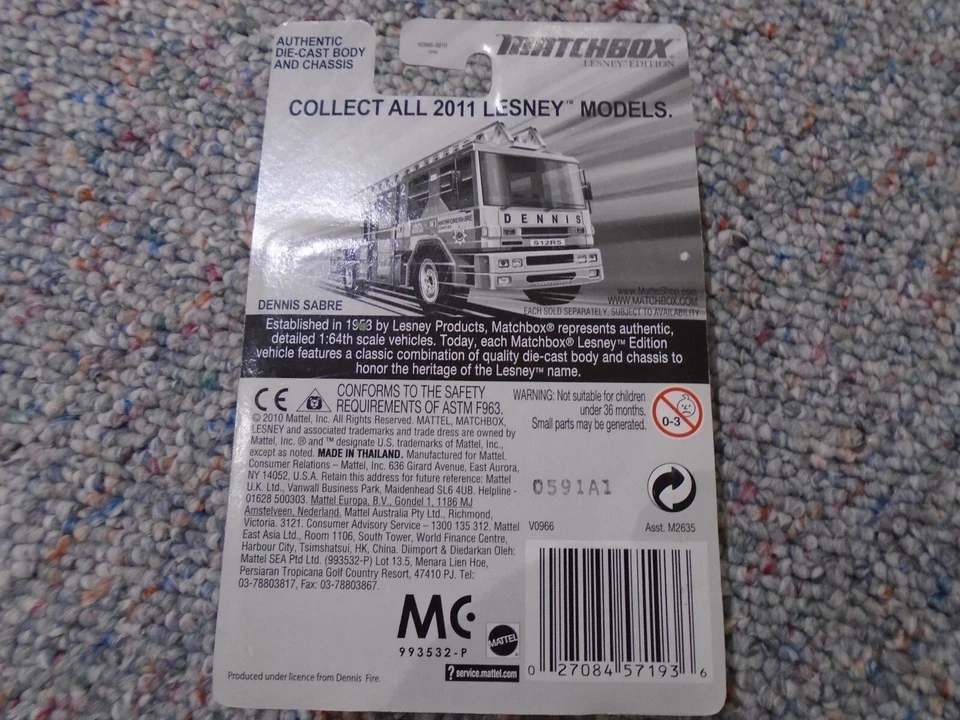 AUTHENTIC
DIE-CAST BODY
AND CHASSIS
V0966-0910
MATCHBOX
LESNEY EDITION
COLLECT ALL 2011 LESNEY™ MODELS.
DENNIS
S12RS
DENNIS SABRE
www.MattelShop.com
WWW.MATCHBOX.COM
EACH SOLD SEPARATELY, SUBJECT TO AVAILABILITY.
Established in 1953 by Lesney Products, Matchbox® represents authentic,
detailed 1:64th scale vehicles. Today, each Matchbox® Lesney™ Edition
vehicle features a classic combination of quality die-cast body and chassis to
honor the heritage of the Lesney™ name.
CE
CONFORMS TO THE SAFETY
REQUIREMENTS OF ASTM F963.
© 2010 Mattel, Inc. All Rights Reserved. MATTEL, MATCHBOX,
LESNEY and associated trademarks and trade dress are owned by
Mattel, Inc. ® and ™ designate U.S. trademarks of Mattel, Inc.,
except as noted. MADE IN THAILAND. Manufactured for Mattel.
Consumer Relations – Mattel, Inc. 636 Girard Avenue, East Aurora,
NY 14052, U.S.A. Retain this address for future reference: Mattel
U.K. Ltd., Vanwall Business Park, Maidenhead SL6 4UB. Helpline -
01628 500303. Mattel Europa, B.V., Gondel 1, 1186 MJ
Amstelveen, Nederland. Mattel Australia Pty Ltd., Richmond,
Victoria. 3121. Consumer Advisory Service – 1300 135 312. Mattel
East Asia Ltd., Room 1106, South Tower, World Finance Centre,
Harbour City, Tsimshatsui, HK, China. Diimport & Diedarkan Oleh:
Mattel SEA Ptd Ltd. (993532-P) Lot 13.5, Menara Lien Hoe,
Persiaran Tropicana Golf Country Resort, 47410 PJ. Tel:
03-78803817, Fax: 03-78803867.
WARNING: Not suitable for children
under 36 months.
Small parts may be generated.
0-3
0591A1
V0966
Asst. M2635
MC
993532-P
MATTEL
? service.mattel.com
Produced under licence from Dennis Fire.
0 27084 57193 6